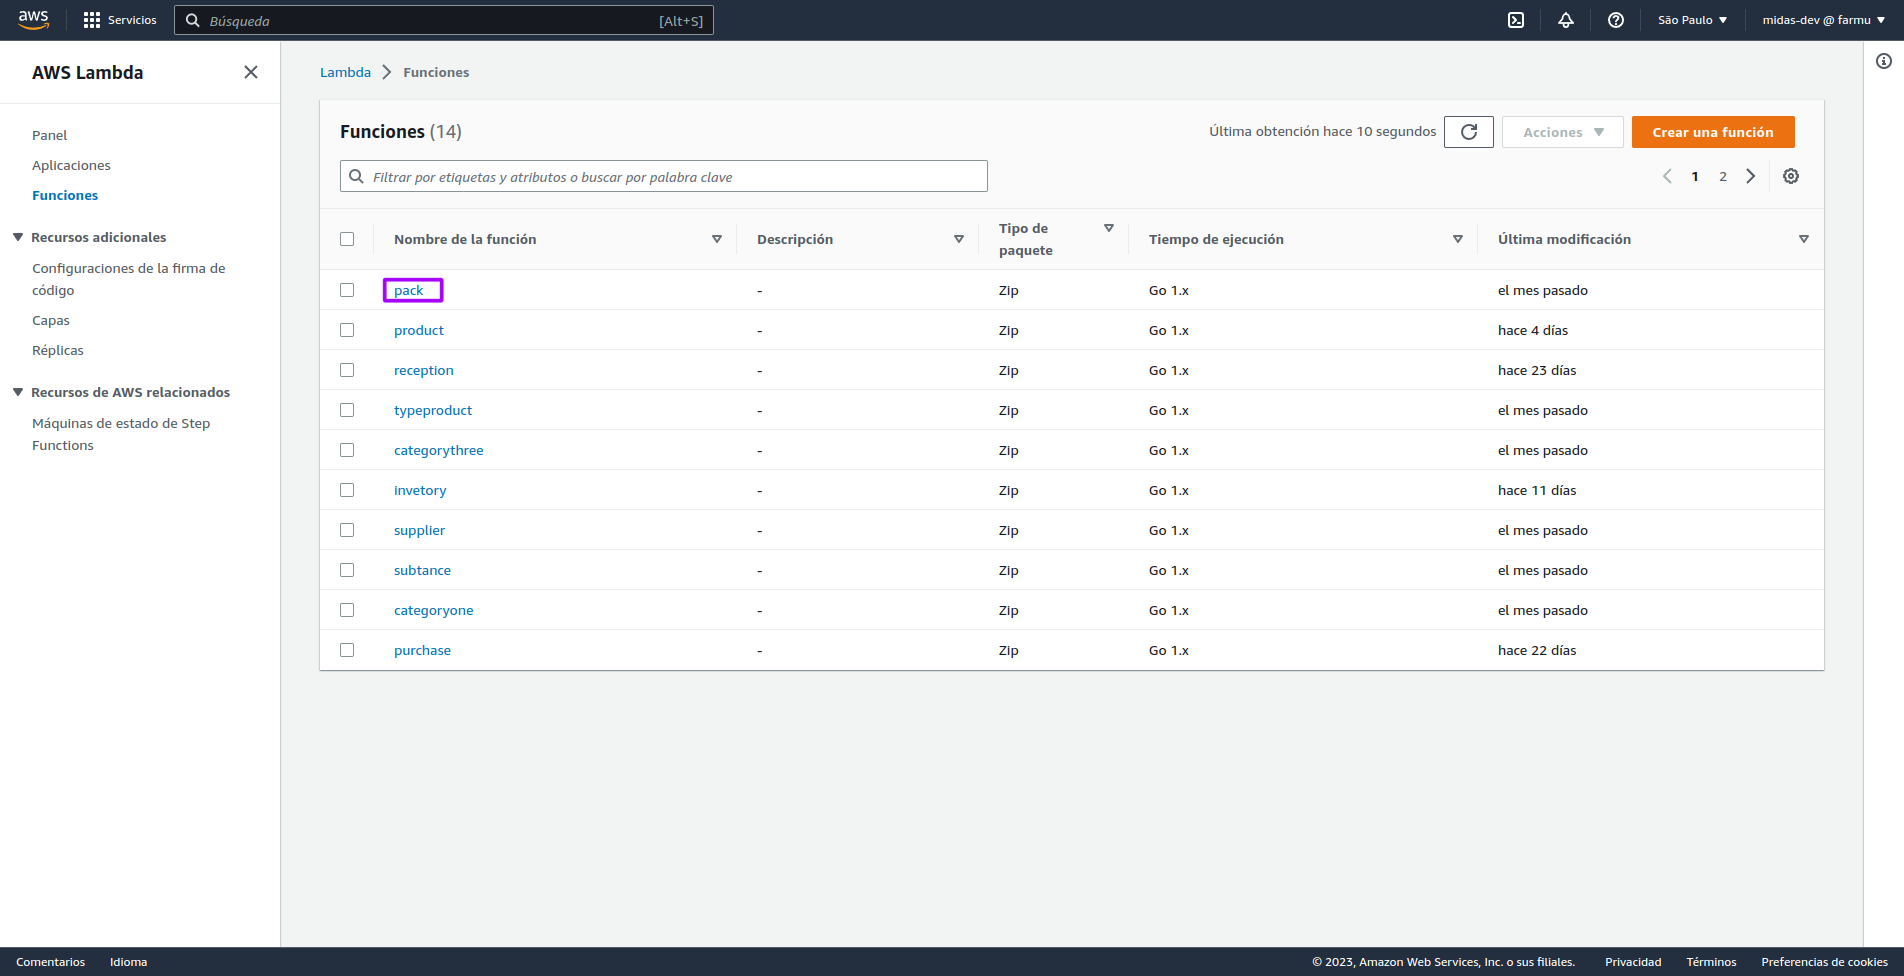 aws Servicios Búsqueda [Alt+S] São Paulo midas-dev @ farmu
AWS Lambda
Panel
Aplicaciones
Funciones
Recursos adicionales
Configuraciones de la firma de
código
Capas
Réplicas
Recursos de AWS relacionados
Máquinas de estado de Step
Functions
Lambda Funciones
Funciones (14) Última obtención hace 10 segundos Acciones Crear una función
Filtrar por etiquetas y atributos o buscar por palabra clave 1 2
Nombre de la función Descripción Tipo de paquete Tiempo de ejecución Última modificación
pack - Zip Go 1.x el mes pasado
product - Zip Go 1.x hace 4 días
reception - Zip Go 1.x hace 23 días
typeproduct - Zip Go 1.x el mes pasado
categorythree - Zip Go 1.x el mes pasado
invetory - Zip Go 1.x hace 11 días
supplier - Zip Go 1.x el mes pasado
subtance - Zip Go 1.x el mes pasado
categoryone - Zip Go 1.x el mes pasado
purchase - Zip Go 1.x hace 22 días
Comentarios Idioma © 2023, Amazon Web Services, Inc. o sus filiales. Privacidad Términos Preferencias de cookies